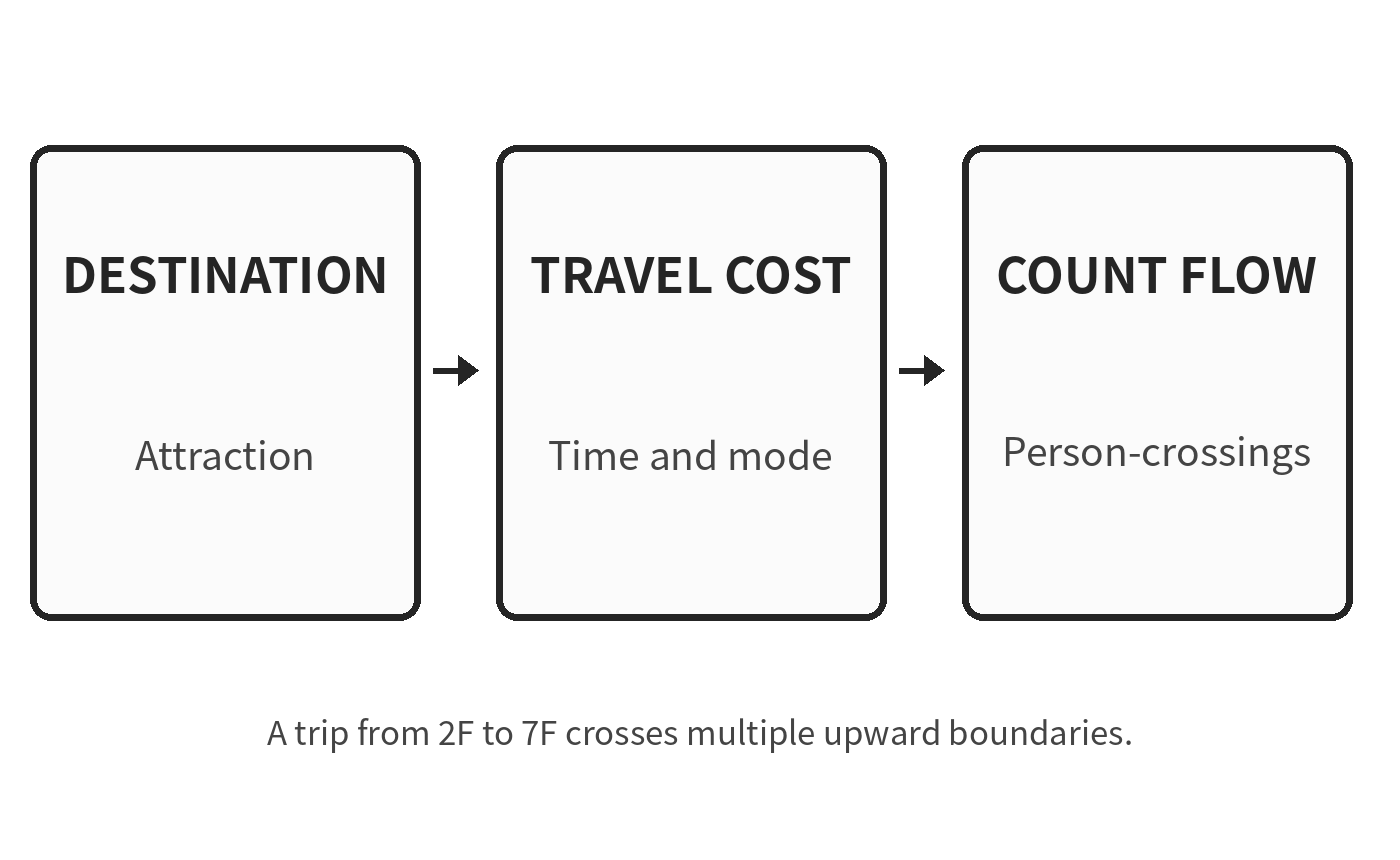 DESTINATION
Attraction
TRAVEL COST
Time and mode
COUNT FLOW
Person-crossings
A trip from 2F to 7F crosses multiple upward boundaries.